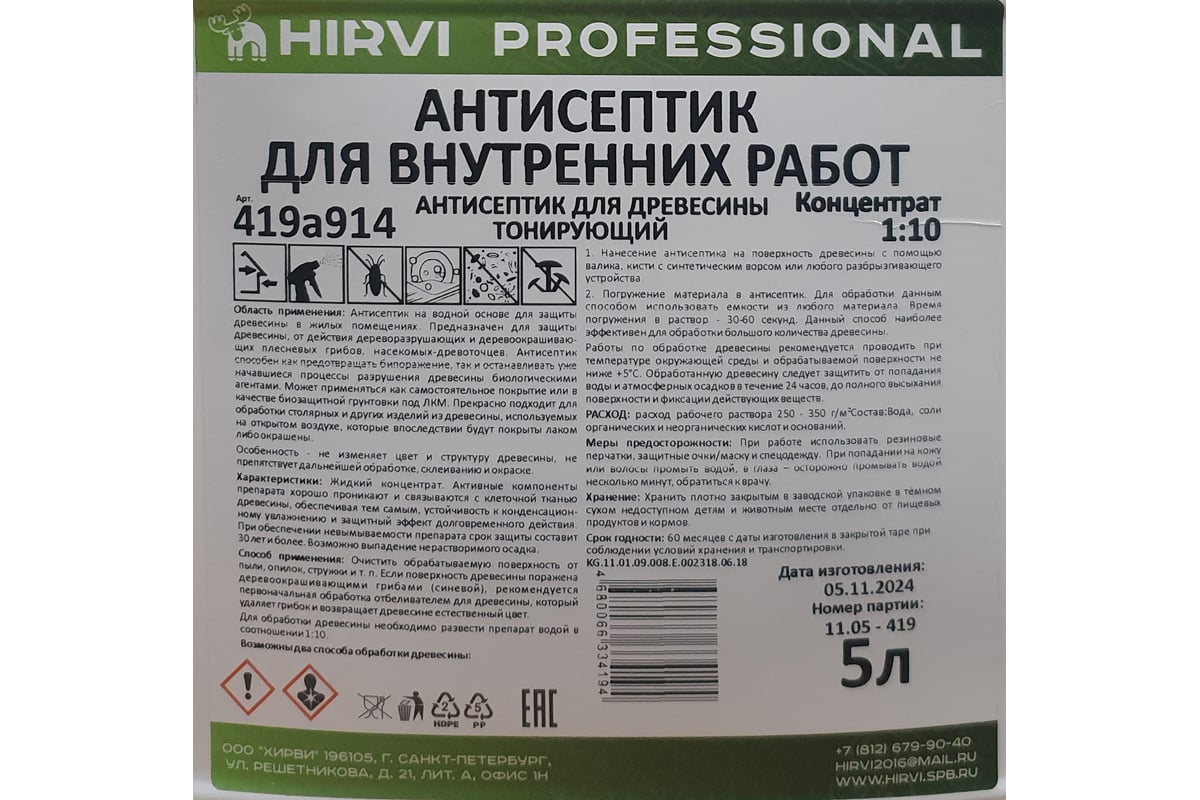 HIRVI PROFESSIONAL
АНТИСЕПТИК
ДЛЯ ВНУТРЕННИХ РАБОТ
Арт.
419а914
АНТИСЕПТИК ДЛЯ ДРЕВЕСИНЫ
ТОНИРУЮЩИЙ
Концентрат
1:10
Область применения: Антисептик на водной основе для защиты
древесины в жилых помещениях. Предназначен для защиты
древесины, от действия дереворазрушающих и деревоокрашиваю-
щих плесневых грибов, насекомых-древоточцев. Антисептик
способен как предотвращать бипоражение, так и останавливать уже
начавшиеся процессы разрушения древесины биологическими
агентами. Может применяться как самостоятельное покрытие или в
качестве биозащитной грунтовки под ЛКМ. Прекрасно подходит для
обработки столярных и других изделий из древесины, используемых
на открытом воздухе, которые впоследствии будут покрыты лаком
либо окрашены.
Особенность - не изменяет цвет и структуру древесины, не
препятствует дальнейшей обработке, склеиванию и окраске.
Характеристики: Жидкий концентрат. Активные компоненты
препарата хорошо проникают и связываются с клеточной тканью
древесины, обеспечивая тем самым, устойчивость к конденсацион-
ному увлажнению и защитный эффект долговременного действия.
При обеспечении невымываемости препарата срок защиты составит
30 лет и более. Возможно выпадение нерастворимого осадка.
Способ применения: Очистить обрабатываемую поверхность от
пыли, опилок, стружки и т. п. Если поверхность древесины поражена
деревоокрашивающими грибами (синевой), рекомендуется
первоначальная обработка отбеливателем для древесины, который
удаляет грибок и возвращает древесине естественный цвет.
Для обработки древесины необходимо развести препарат водой в
соотношении 1:10.
Возможны два способа обработки древесины:
1. Нанесение антисептика на поверхность древесины с помощью
валика, кисти с синтетическим ворсом или любого разбрызгивающего
устройства.
2. Погружение материала в антисептик. Для обработки данным
способом использовать емкости из любого материала. Время
погружения в раствор - 30-60 секунд. Данный способ наиболее
эффективен для обработки большого количества древесины.
Работы по обработке древесины рекомендуется проводить при
температуре окружающей среды и обрабатываемой поверхности не
ниже +5°С. Обработанную древесину следует защитить от попадания
воды и атмосферных осадков в течение 24 часов, до полного высыхания
поверхности и фиксации действующих веществ.
РАСХОД: расход рабочего раствора 250 - 350 г/м²Состав:Вода, соли
органических и неорганических кислот и оснований.
Меры предосторожности: При работе использовать резиновые
перчатки, защитные очки/маску и спецодежду. При попадании на кожу
или волосы промыть водой, в глаза – осторожно промывать водой
несколько минут, обратиться к врачу.
Хранение: Хранить плотно закрытым в заводской упаковке в темном
сухом недоступном детям и животным месте отдельно от пищевых
продуктов и кормов.
Срок годности: 60 месяцев с даты изготовления в закрытой таре при
соблюдении условий хранения и транспортировки.
KG.11.01.09.008.Е.002318.06.18
4 680066 334194
Дата изготовления:
05.11.2024
Номер партии:
11.05 - 419
5л
2
HDPE
5
PP
EAC
ООО "ХИРВИ" 196105, Г. САНКТ-ПЕТЕРБУРГ,
УЛ. РЕШЕТНИКОВА, Д. 21, ЛИТ. А, ОФИС 1Н
+7 (812) 679-90-40
HIRVI2016@MAIL.RU
WWW.HIRVI.SPB.RU